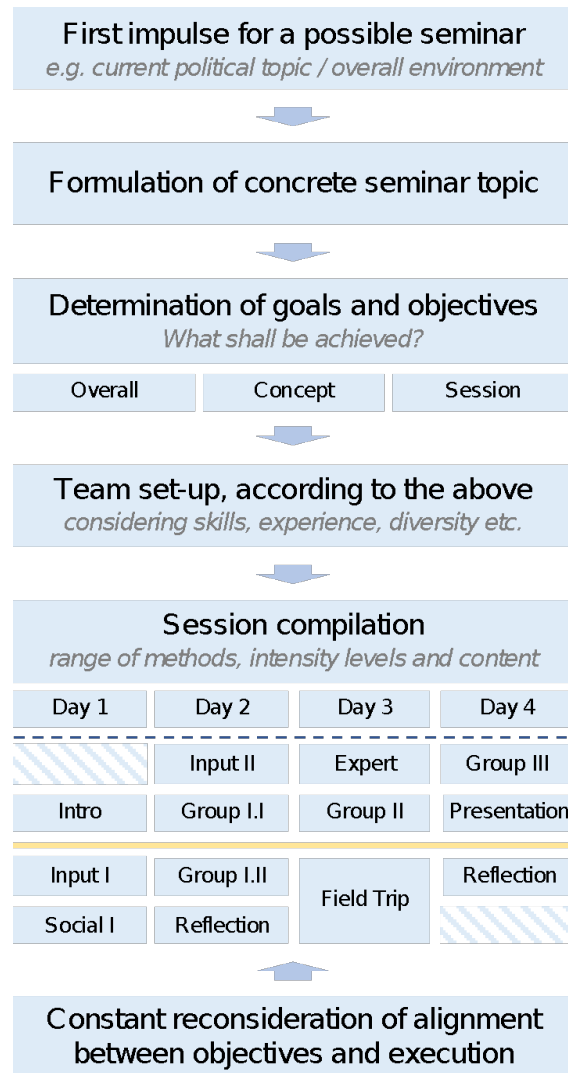 First impulse for a possible seminar
e.g. current political topic / overall environment
Formulation of concrete seminar topic
Determination of goals and objectives
What shall be achieved?
Overall Concept Session
Team set-up, according to the above
considering skills, experience, diversity etc.
Session compilation
range of methods, intensity levels and content
Day 1 Day 2 Day 3 Day 4
Input II Expert Group III
Intro Group I.I Group II Presentation
Input I Group I.II Reflection
Field Trip
Social I Reflection
Constant reconsideration of alignment
between objectives and execution